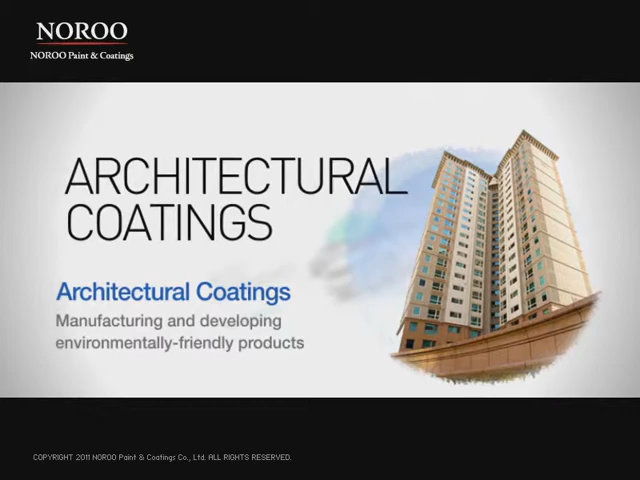 NOROO
NOROO Paint & Coatings
ARCHITECTURAL
COATINGS
Architectural Coatings
Manufacturing and developing
environmentally-friendly products
COPYRIGHT 2011 NOROO Paint & Coatings Co., Ltd. ALL RIGHTS RESERVED.